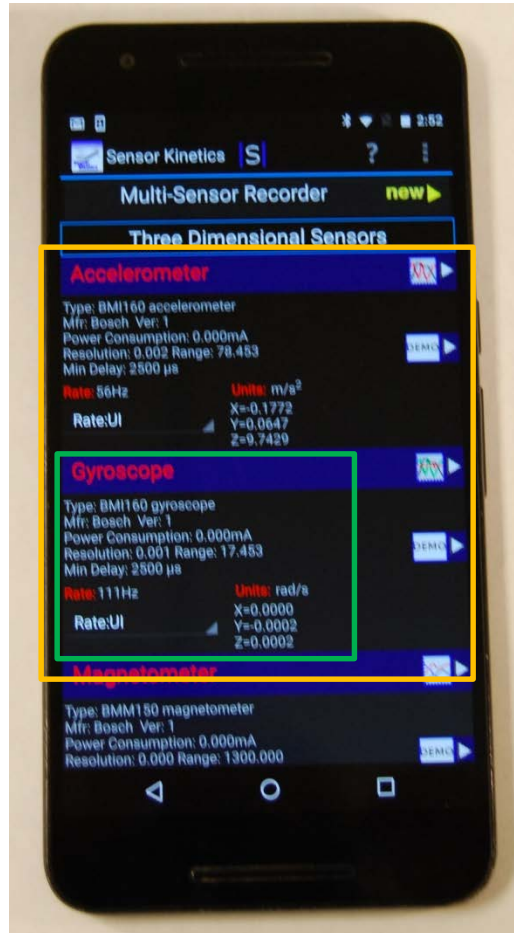 2:52
Sensor Kinetics |S| ?
Multi-Sensor Recorder new
Three Dimensional Sensors
Accelerometer
Type: BMI160 accelerometer
Mfr: Bosch Ver: 1
Power Consumption: 0.000mA
Resolution: 0.002 Range: 78.453
DEMO
Min Delay: 2500 µs
Rate: 56Hz Units: m/s²
X=-0.1772
Rate:UI Y=0.0647
Z=9.7429
Gyroscope
Type: BMI160 gyroscope
Mfr: Bosch Ver: 1
Power Consumption: 0.000mA
Resolution: 0.001 Range: 17.453
DEMO
Min Delay: 2500 µs
Rate: 111Hz Units: rad/s
X=0.0000
Rate:UI Y=-0.0002
Z=0.0002
Magnetometer
Type: BMM150 magnetometer
Mfr: Bosch Ver: 1
Power Consumption: 0.000mA
Resolution: 0.000 Range: 1300.000
DEMO